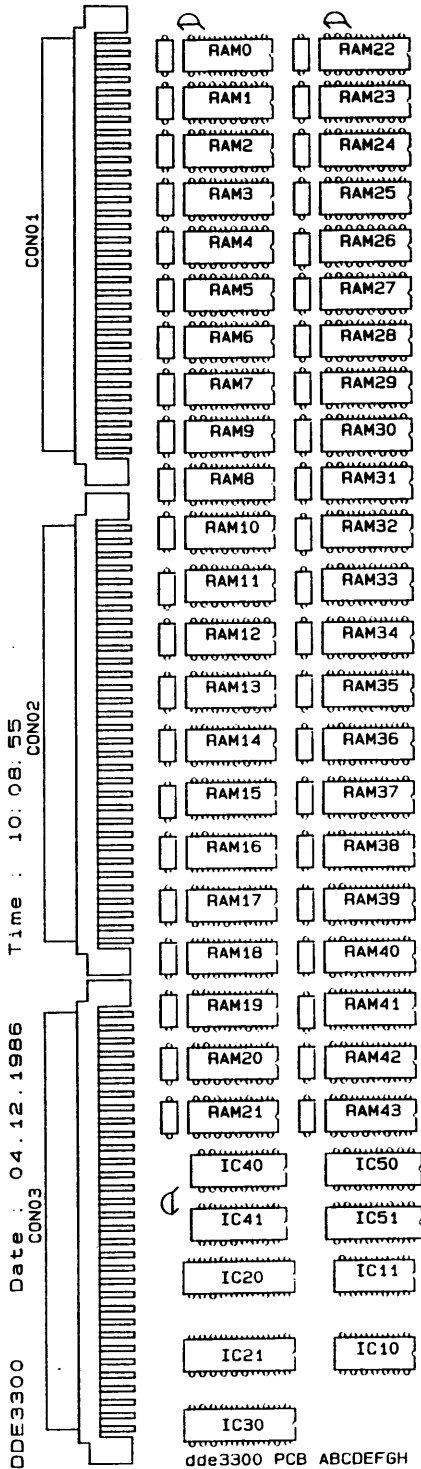 RAM0 RAM22
RAM1 RAM23
RAM2 RAM24
RAM3 RAM25
RAM4 RAM26
RAM5 RAM27
RAM6 RAM28
RAM7 RAM29
RAM9 RAM30
RAM8 RAM31
RAM10 RAM32
RAM11 RAM33
RAM12 RAM34
RAM13 RAM35
RAM14 RAM36
RAM15 RAM37
RAM16 RAM38
RAM17 RAM39
RAM18 RAM40
RAM19 RAM41
RAM20 RAM42
RAM21 RAM43
IC40 IC50
IC41 IC51
IC20 IC11
IC21 IC10
IC30
dde3300 PCB ABCDEFGH
CON01
CON02
CON03
DDE3300 Date : 04.12.1986 Time : 10:08:55